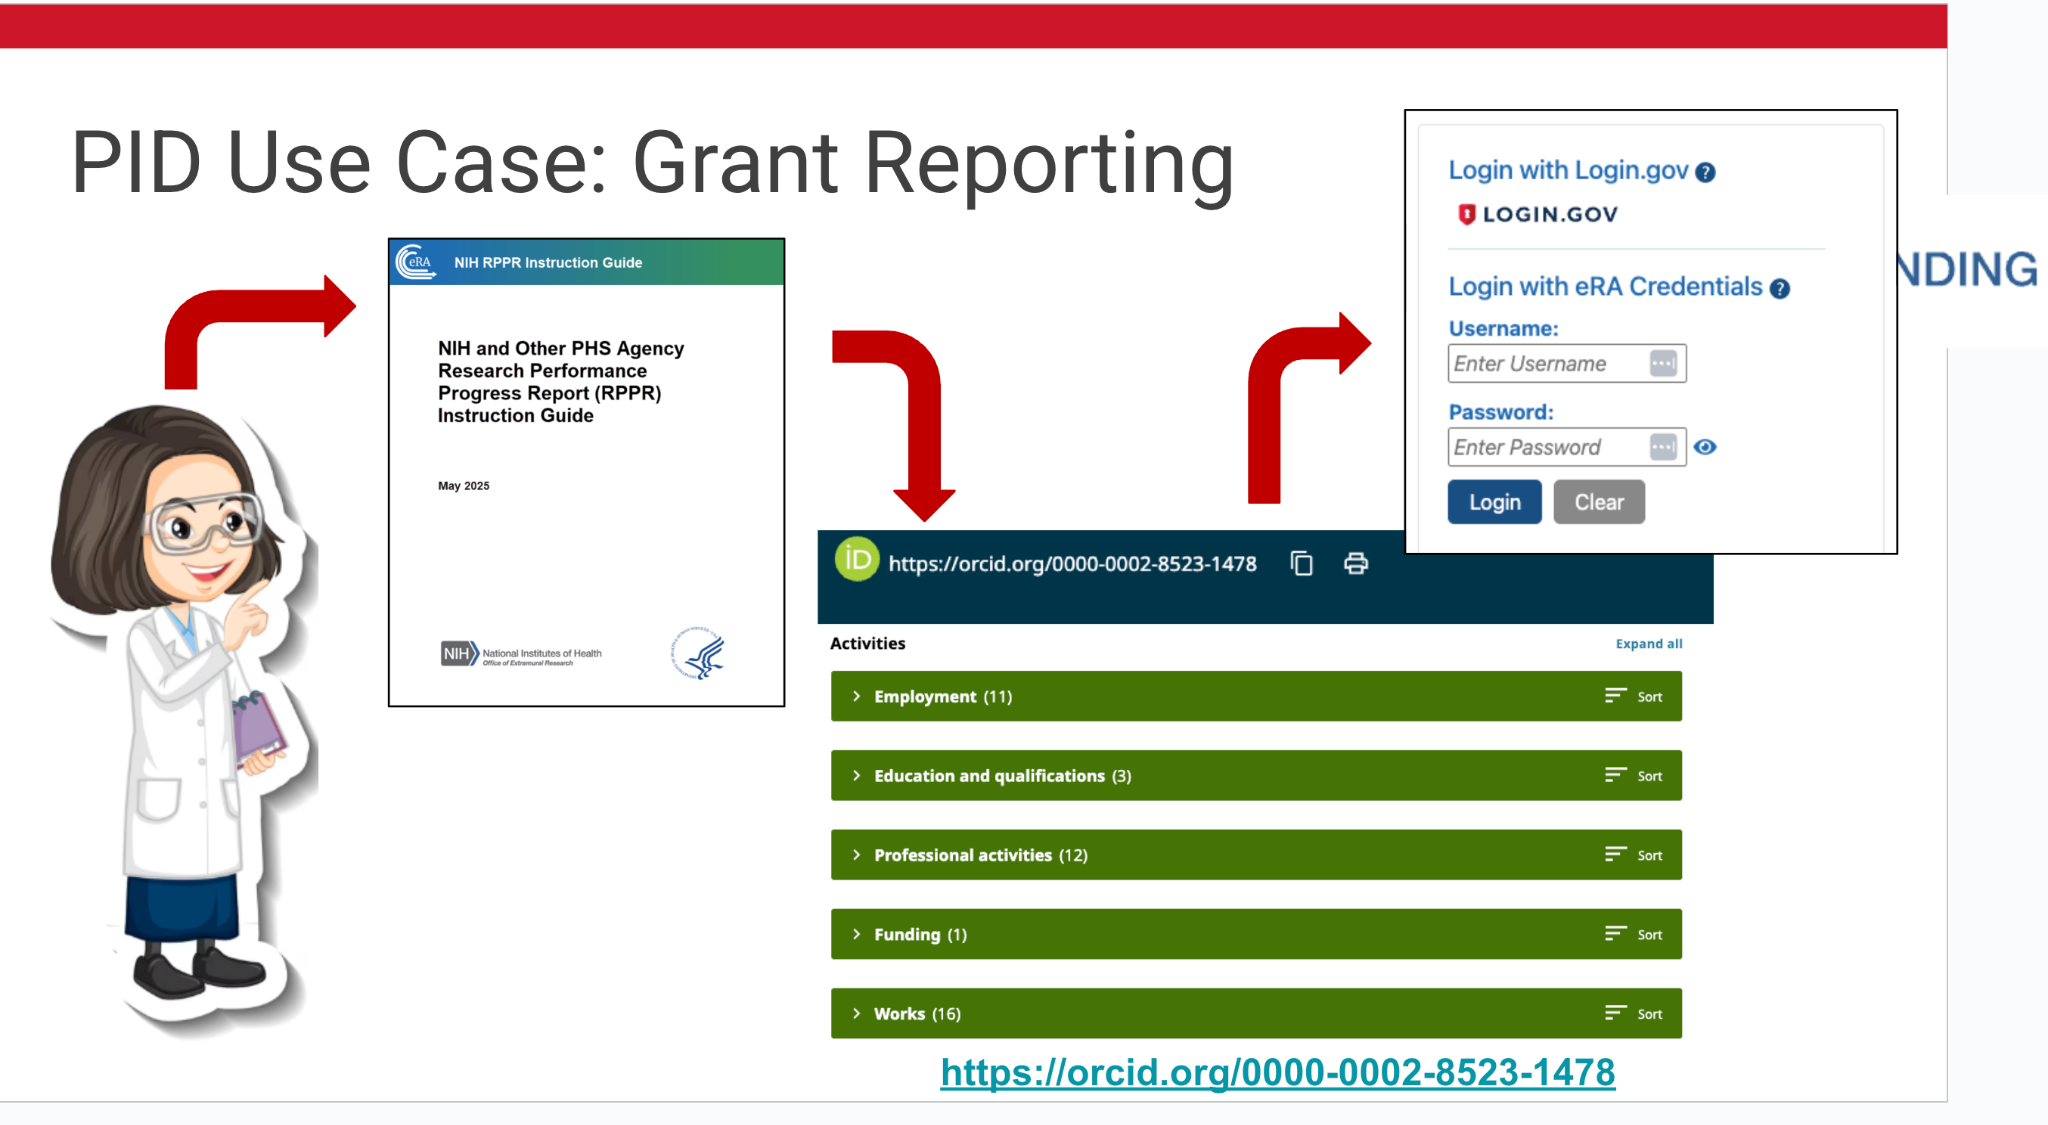 PID Use Case: Grant Reporting
eRA NIH RPPR Instruction Guide
NIH and Other PHS Agency
Research Performance
Progress Report (RPPR)
Instruction Guide
May 2025
NIH National Institutes of Health
Office of Extramural Research
iD https://orcid.org/0000-0002-8523-1478
Activities Expand all
Employment (11) Sort
Education and qualifications (3) Sort
Professional activities (12) Sort
Funding (1) Sort
Works (16) Sort
https://orcid.org/0000-0002-8523-1478
Login with Login.gov ?
LOGIN.GOV
Login with eRA Credentials ?
Username:
Enter Username
Password:
Enter Password
Login Clear
NDING